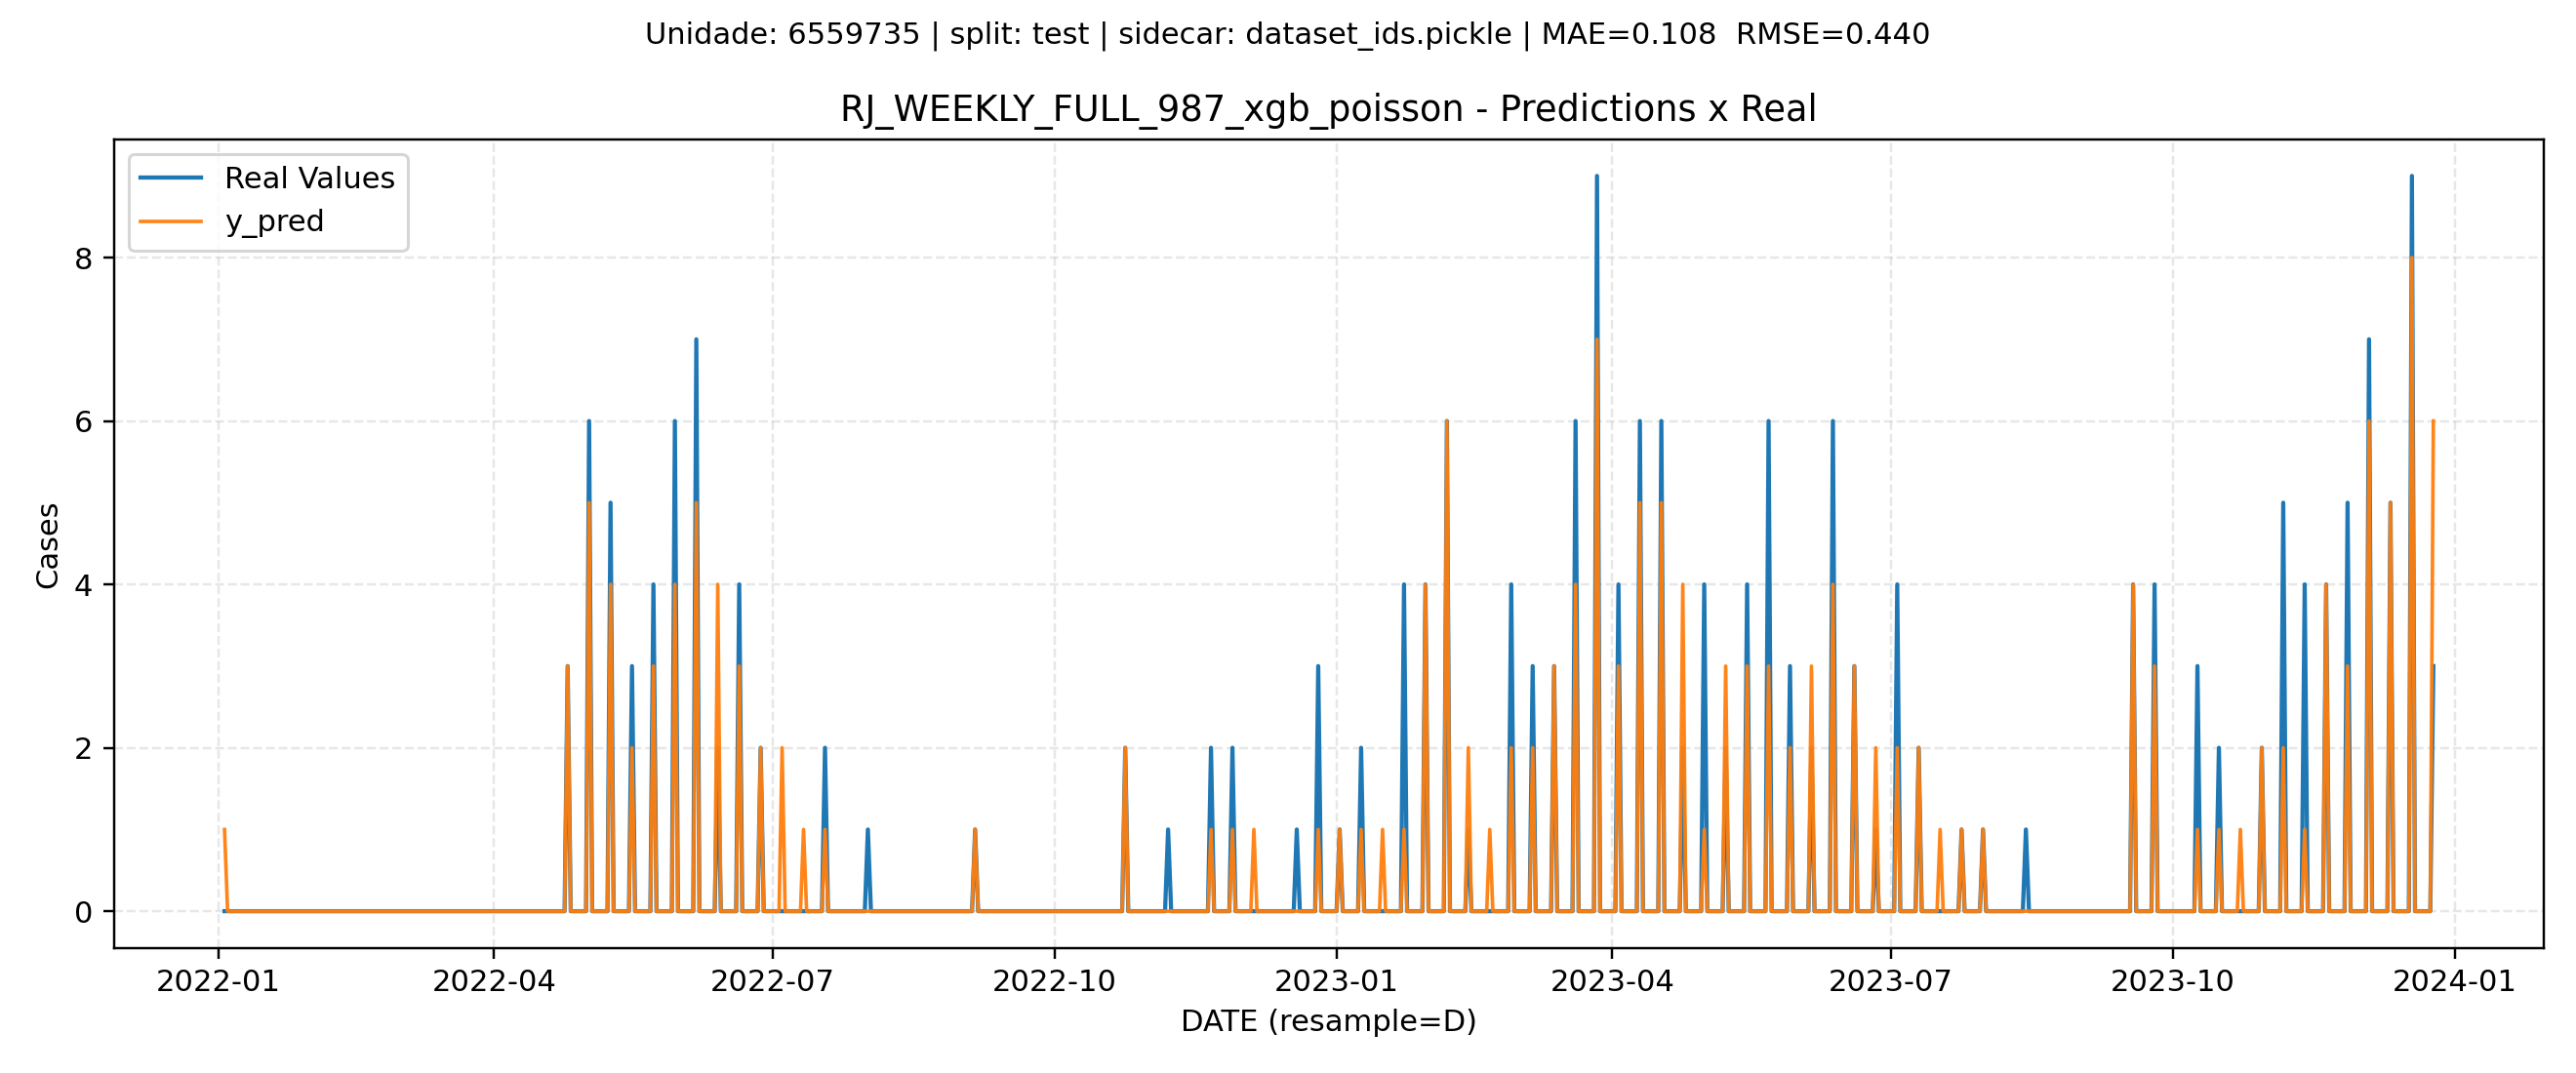 Unidade: 6559735 | split: test | sidecar: dataset_ids.pickle | MAE=0.108  RMSE=0.440
RJ_WEEKLY_FULL_987_xgb_poisson - Predictions x Real
Real Values
y_pred
Cases
8
6
4
2
0
2022-01 2022-04 2022-07 2022-10 2023-01 2023-04 2023-07 2023-10 2024-01
DATE (resample=D)